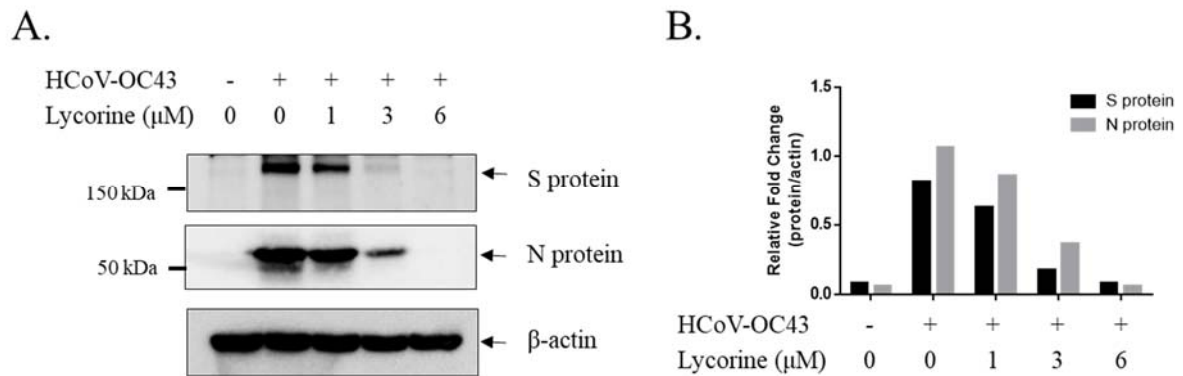 A.
HCoV-OC43 - + + + +
Lycorine (μM) 0 0 1 3 6
150 kDa
S protein
50 kDa
N protein
β-actin
B.
Relative Fold Change
(protein/actin)
1.5
1.0
0.5
0.0
S protein
N protein
HCoV-OC43 - + + + +
Lycorine (μM) 0 0 1 3 6